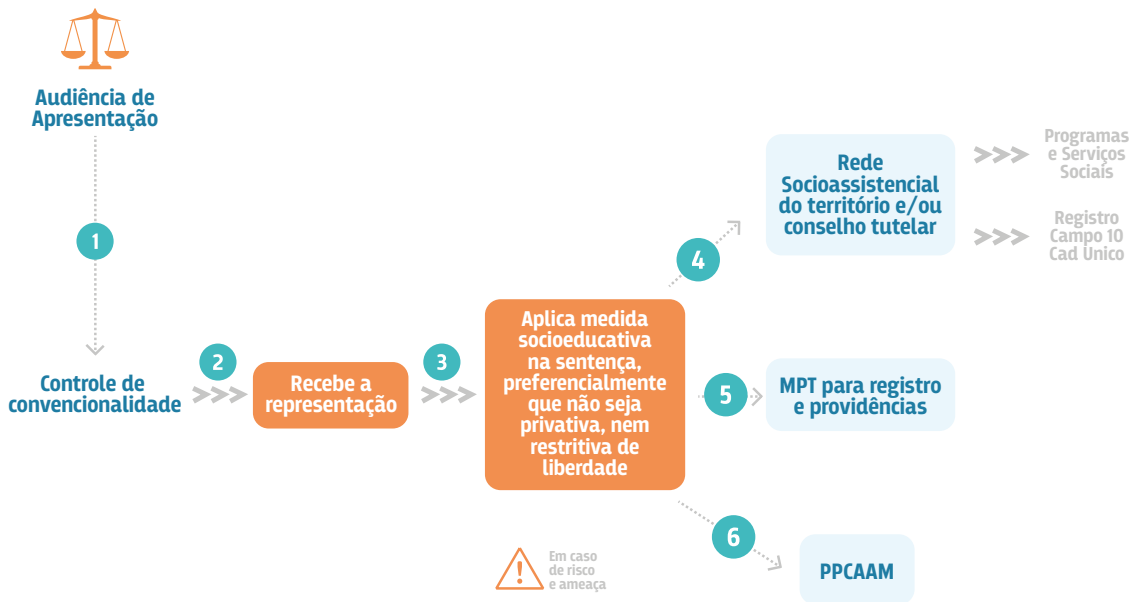 Audiência de
Apresentação
1
Controle de
convencionalidade
2
Recebe a
representação
3
Aplica medida
socioeducativa
na sentença,
preferencialmente
que não seja
privativa, nem
restritiva de
liberdade
4
Rede
Socioassistencial
do território e/ou
conselho tutelar
Programas
e Serviços
Sociais
Registro
Campo 10
Cad Unico
5
MPT para registro
e providências
6
PPCAAM
Em caso
de risco
e ameaça